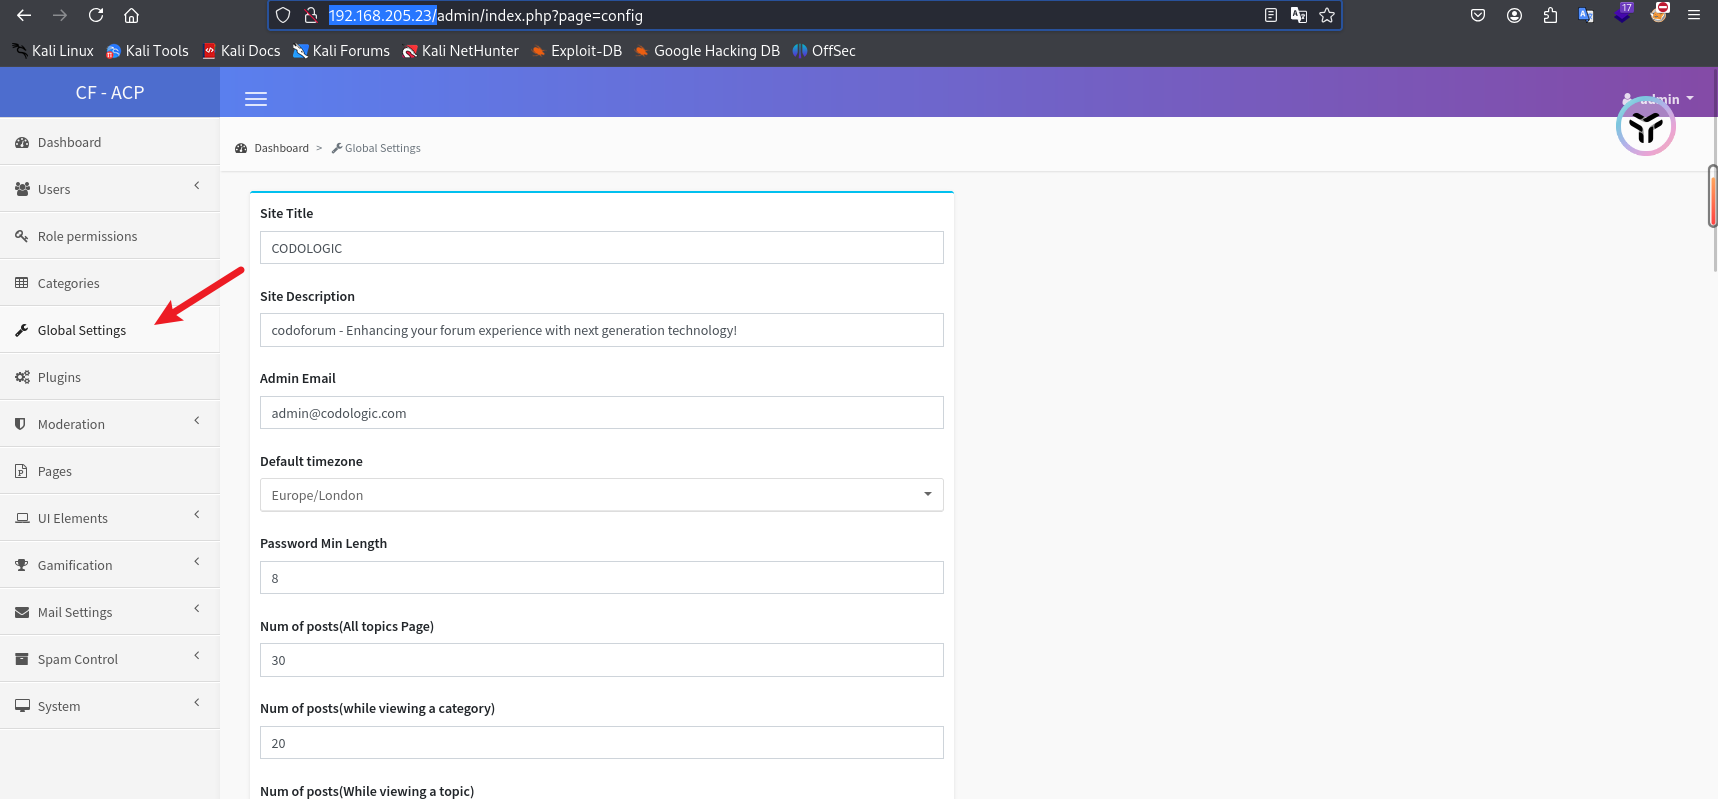 192.168.205.23/admin/index.php?page=config
17
Kali Linux Kali Tools Kali Docs Kali Forums Kali NetHunter Exploit-DB Google Hacking DB OffSec
CF - ACP
admin
Dashboard
Users
Role permissions
Categories
Global Settings
Plugins
Moderation
Pages
UI Elements
Gamification
Mail Settings
Spam Control
System
Dashboard > Global Settings
Site Title
CODOLOGIC
Site Description
codoforum - Enhancing your forum experience with next generation technology!
Admin Email
admin@codologic.com
Default timezone
Europe/London
Password Min Length
8
Num of posts(All topics Page)
30
Num of posts(while viewing a category)
20
Num of posts(While viewing a topic)